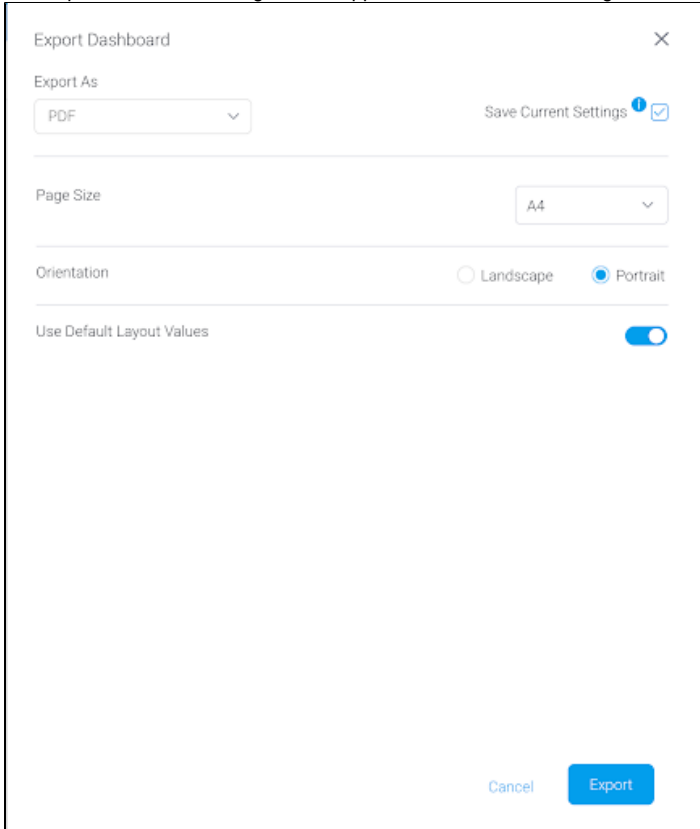 Export Dashboard
Export As
PDF
Save Current Settings
Page Size
A4
Orientation
Landscape
Portrait
Use Default Layout Values
Cancel
Export